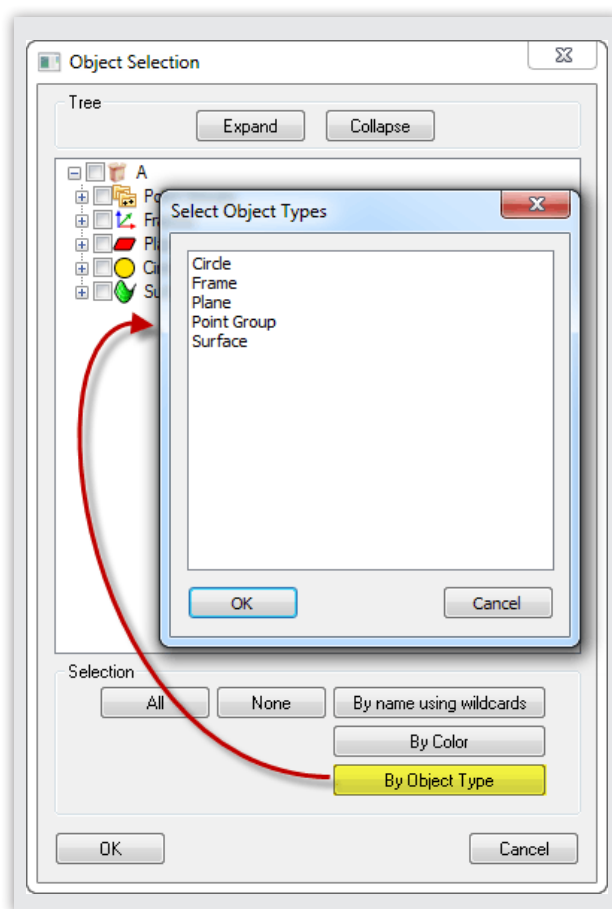 Object Selection
Tree
Expand
Collapse
A
Select Object Types
Circle
Frame
Plane
Point Group
Surface
OK
Cancel
Selection
All
None
By name using wildcards
By Color
By Object Type
OK
Cancel